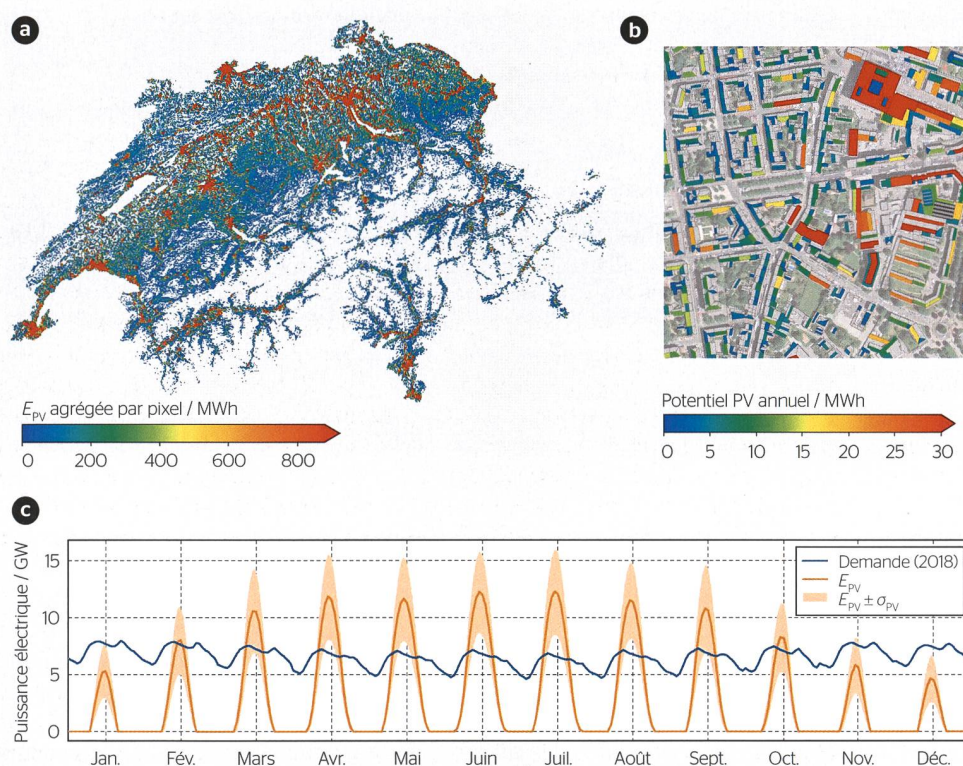 a
b
E_PV agrégée par pixel / MWh
0 200 400 600 800
Potentiel PV annuel / MWh
0 5 10 15 20 25 30
c
Puissance électrique / GW
15
10
5
0
Demande (2018)
E_PV
E_PV ± σ_PV
Jan. Fév. Mars Avr. Mai Juin Juil. Août Sept. Oct. Nov. Déc.